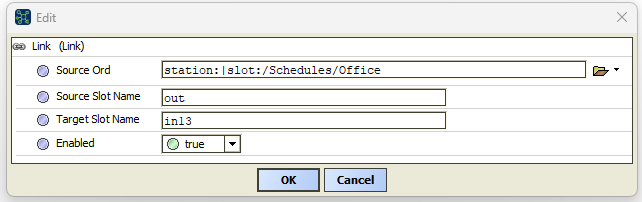 Edit
Link (Link)
Source Ord station:|slot:/Schedules/Office
Source Slot Name out
Target Slot Name in13
Enabled true
OK Cancel